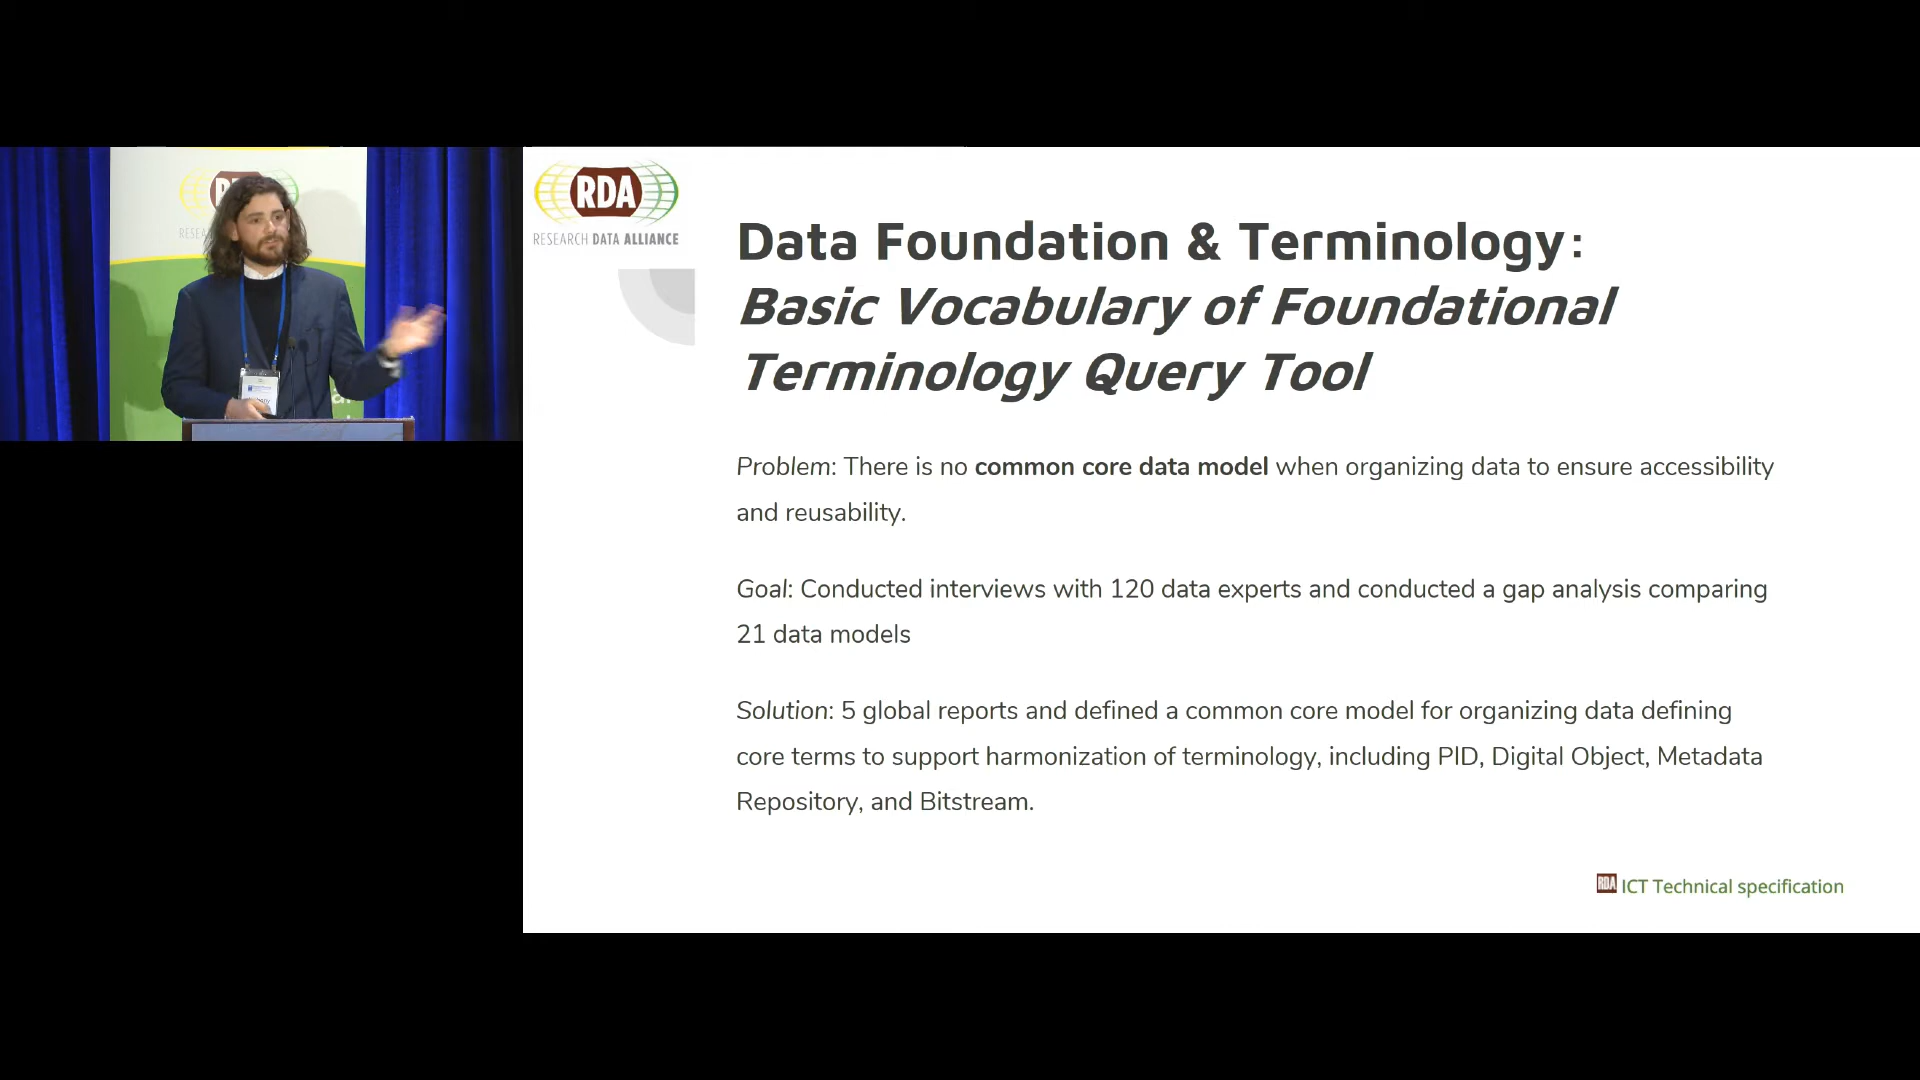 RDA
RESEARCH DATA ALLIANCE
Data Foundation & Terminology:
Basic Vocabulary of Foundational
Terminology Query Tool
Problem: There is no common core data model when organizing data to ensure accessibility
and reusability.
Goal: Conducted interviews with 120 data experts and conducted a gap analysis comparing
21 data models
Solution: 5 global reports and defined a common core model for organizing data defining
core terms to support harmonization of terminology, including PID, Digital Object, Metadata
Repository, and Bitstream.
RDA ICT Technical specification